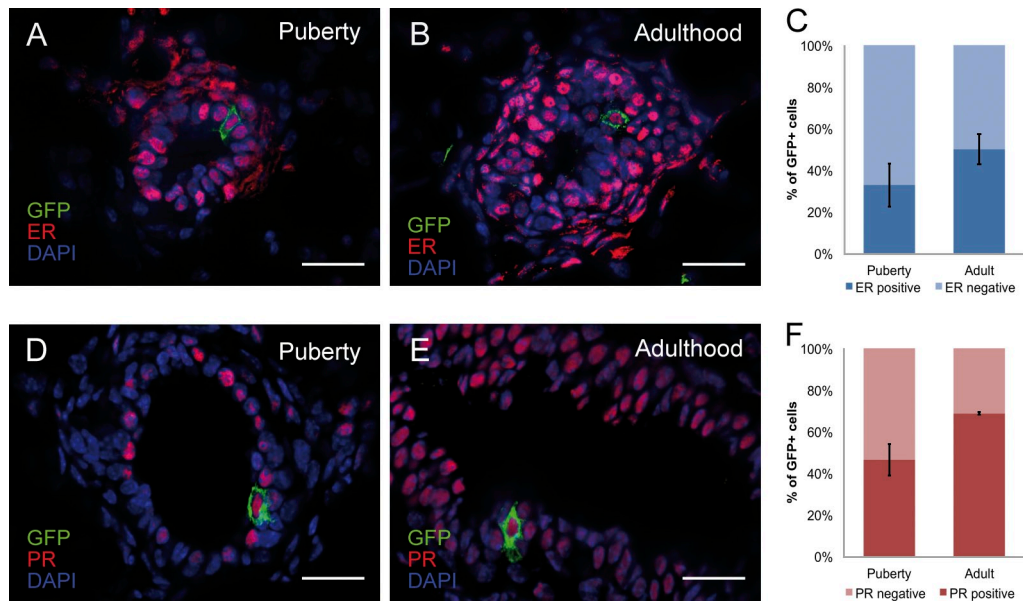 A
Puberty
GFP
ER
DAPI
B
Adulthood
GFP
ER
DAPI
C
% of GFP+ cells
100%
80%
60%
40%
20%
0%
Puberty Adult
ER positive ER negative
D
Puberty
GFP
PR
DAPI
E
Adulthood
GFP
PR
DAPI
F
% of GFP+ cells
100%
80%
60%
40%
20%
0%
Puberty Adult
PR negative PR positive